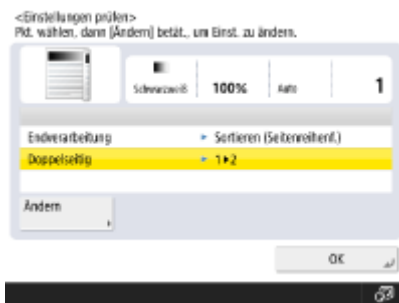 <Einstellungen prüfen>
Pkt. wählen, dann [Ändern] betät., um Einst. zu ändern.
Schwarzweiß 100% Auto 1
Endverarbeitung ► Sortieren (Seitenreihenf.)
Doppelseitig ► 1►2
Ändern
OK